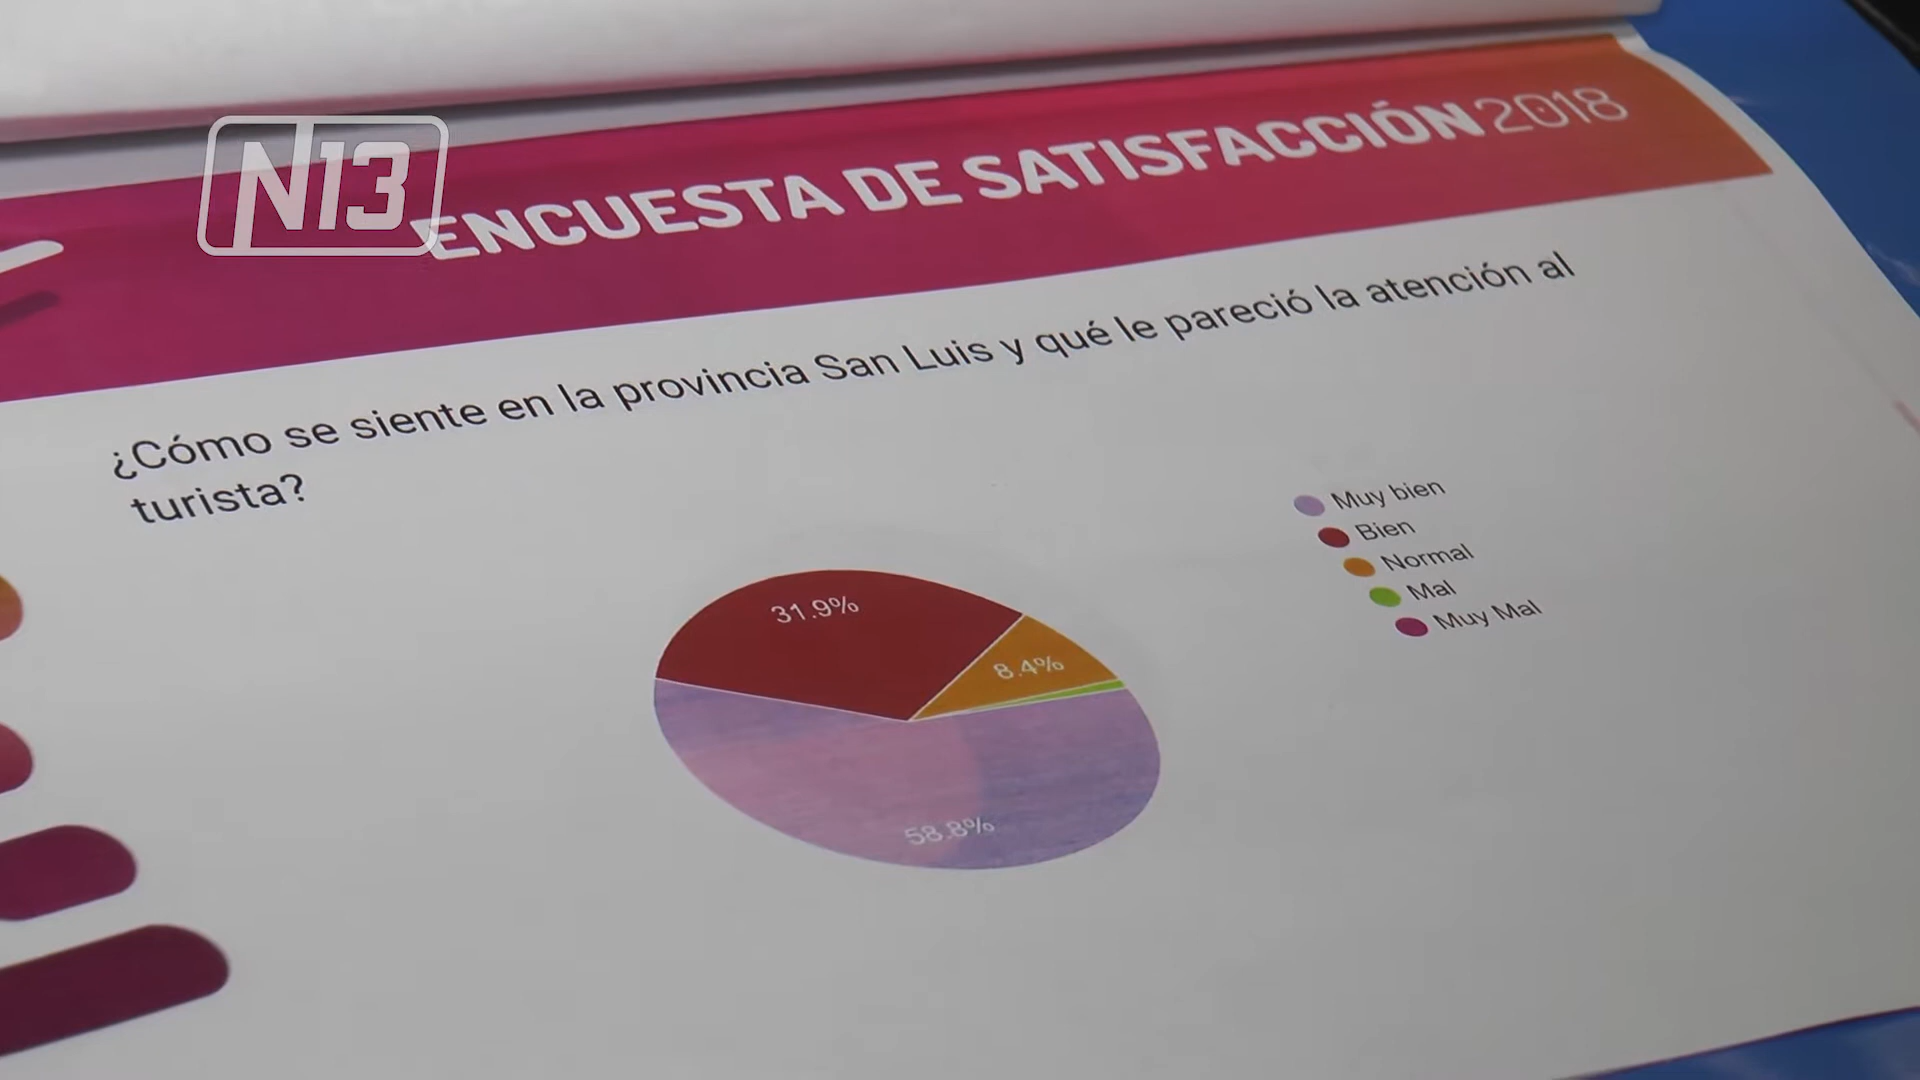 N13
ENCUESTA DE SATISFACCIÓN 2018
¿Cómo se siente en la provincia San Luis y qué le pareció la atención al
turista?
Muy bien
Bien
Normal
Mal
Muy Mal
31.9%
8.4%
58.8%